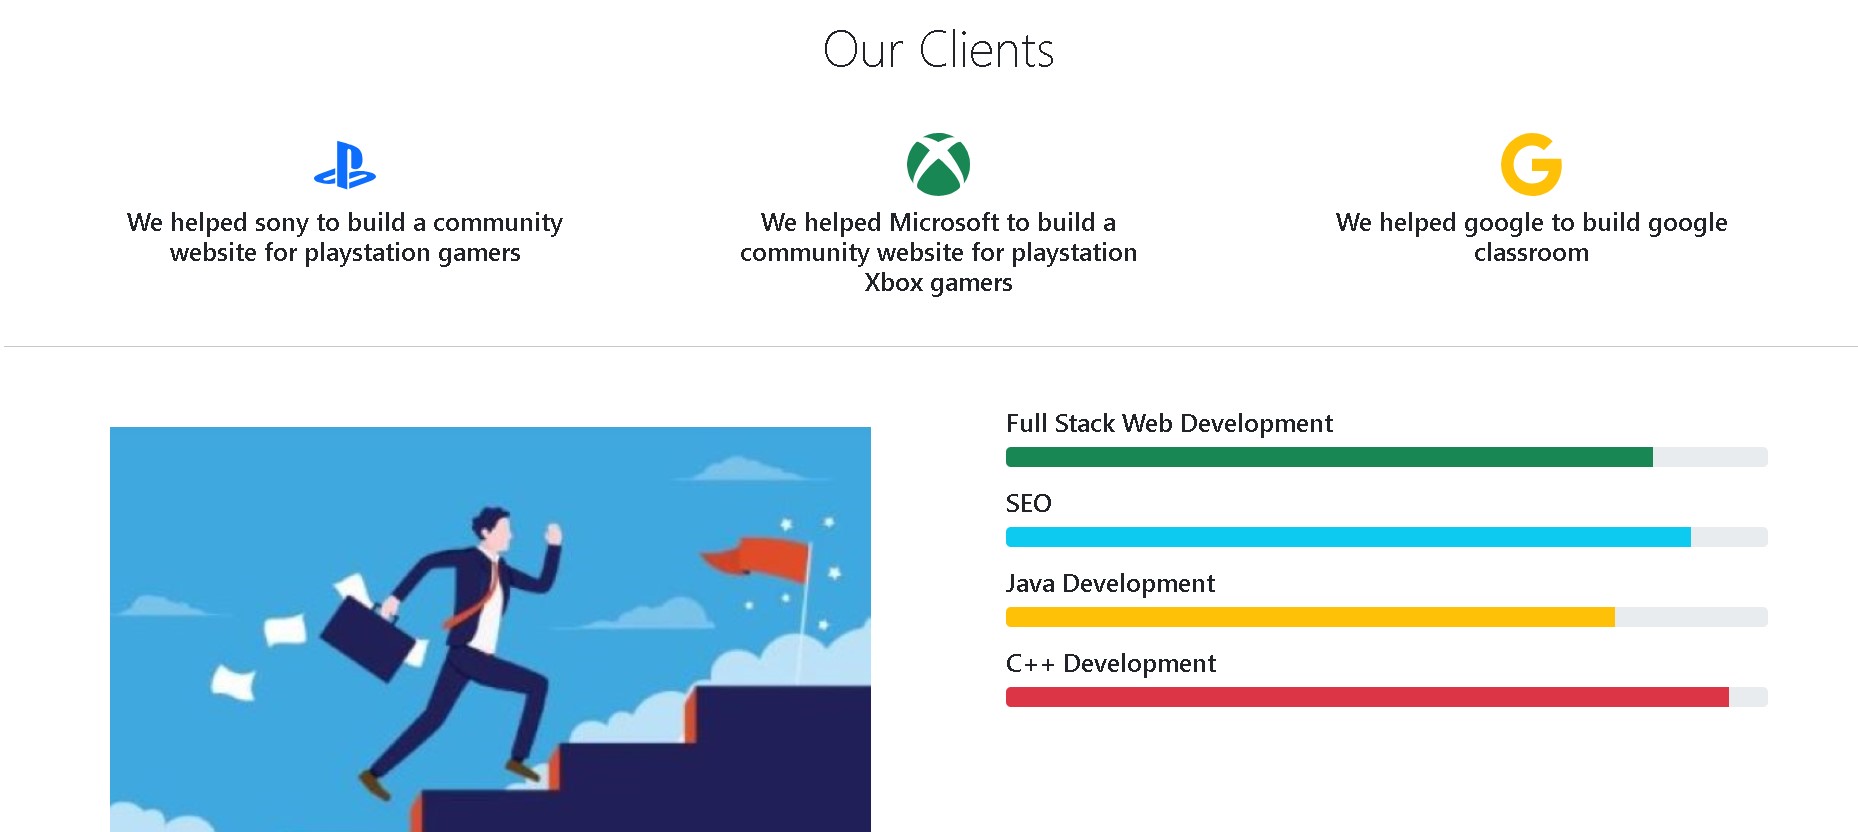 Our Clients
We helped sony to build a community
website for playstation gamers
We helped Microsoft to build a
community website for playstation
Xbox gamers
We helped google to build google
classroom
Full Stack Web Development
SEO
Java Development
C++ Development